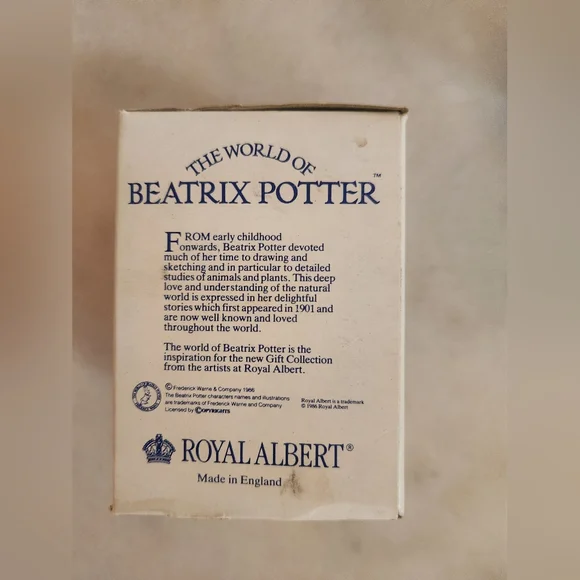 THE WORLD OF
BEATRIX POTTER™
FROM early childhood
onwards, Beatrix Potter devoted
much of her time to drawing and
sketching and in particular to detailed
studies of animals and plants. This deep
love and understanding of the natural
world is expressed in her delightful
stories which first appeared in 1901 and
are now well known and loved
throughout the world.
The world of Beatrix Potter is the
inspiration for the new Gift Collection
from the artists at Royal Albert.
© Frederick Warne & Company 1986
The Beatrix Potter characters names and illustrations
are trademarks of Frederick Warne and Company
Licensed by COPYRIGHTS
Royal Albert is a trademark
© 1986 Royal Albert
ROYAL ALBERT®
Made in England